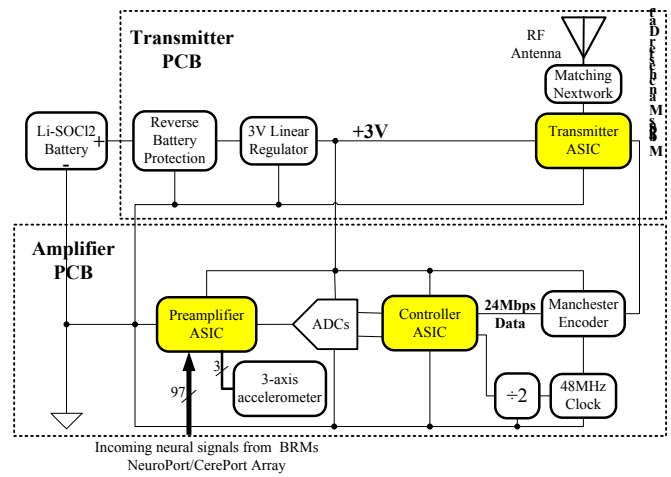 Transmitter
PCB
RF
Antenna
Matching
Nextwork
Li-SOCl2
Battery
+
-
Reverse
Battery
Protection
3V Linear
Regulator
+3V
Transmitter
ASIC
Amplifier
PCB
Preamplifier
ASIC
ADCs
Controller
ASIC
24Mbps
Data
Manchester
Encoder
97
3
3-axis
accelerometer
÷2
48MHz
Clock
Incoming neural signals from BRMs
NeuroPort/CerePort Array